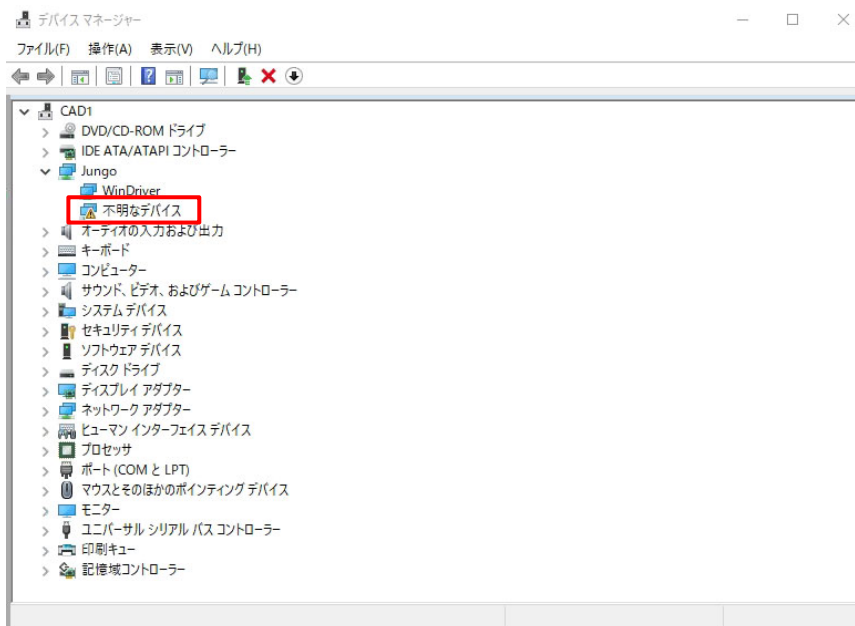 デバイス マネージャー
ファイル(F) 操作(A) 表示(V) ヘルプ(H)
CAD1
DVD/CD-ROM ドライブ
IDE ATA/ATAPI コントローラー
Jungo
WinDriver
不明なデバイス
オーディオの入力および出力
キーボード
コンピューター
サウンド、ビデオ、およびゲーム コントローラー
システム デバイス
セキュリティ デバイス
ソフトウェア デバイス
ディスク ドライブ
ディスプレイ アダプター
ネットワーク アダプター
ヒューマン インターフェイス デバイス
プロセッサ
ポート (COM と LPT)
マウスとそのほかのポインティング デバイス
モニター
ユニバーサル シリアル バス コントローラー
印刷キュー
記憶域コントローラー